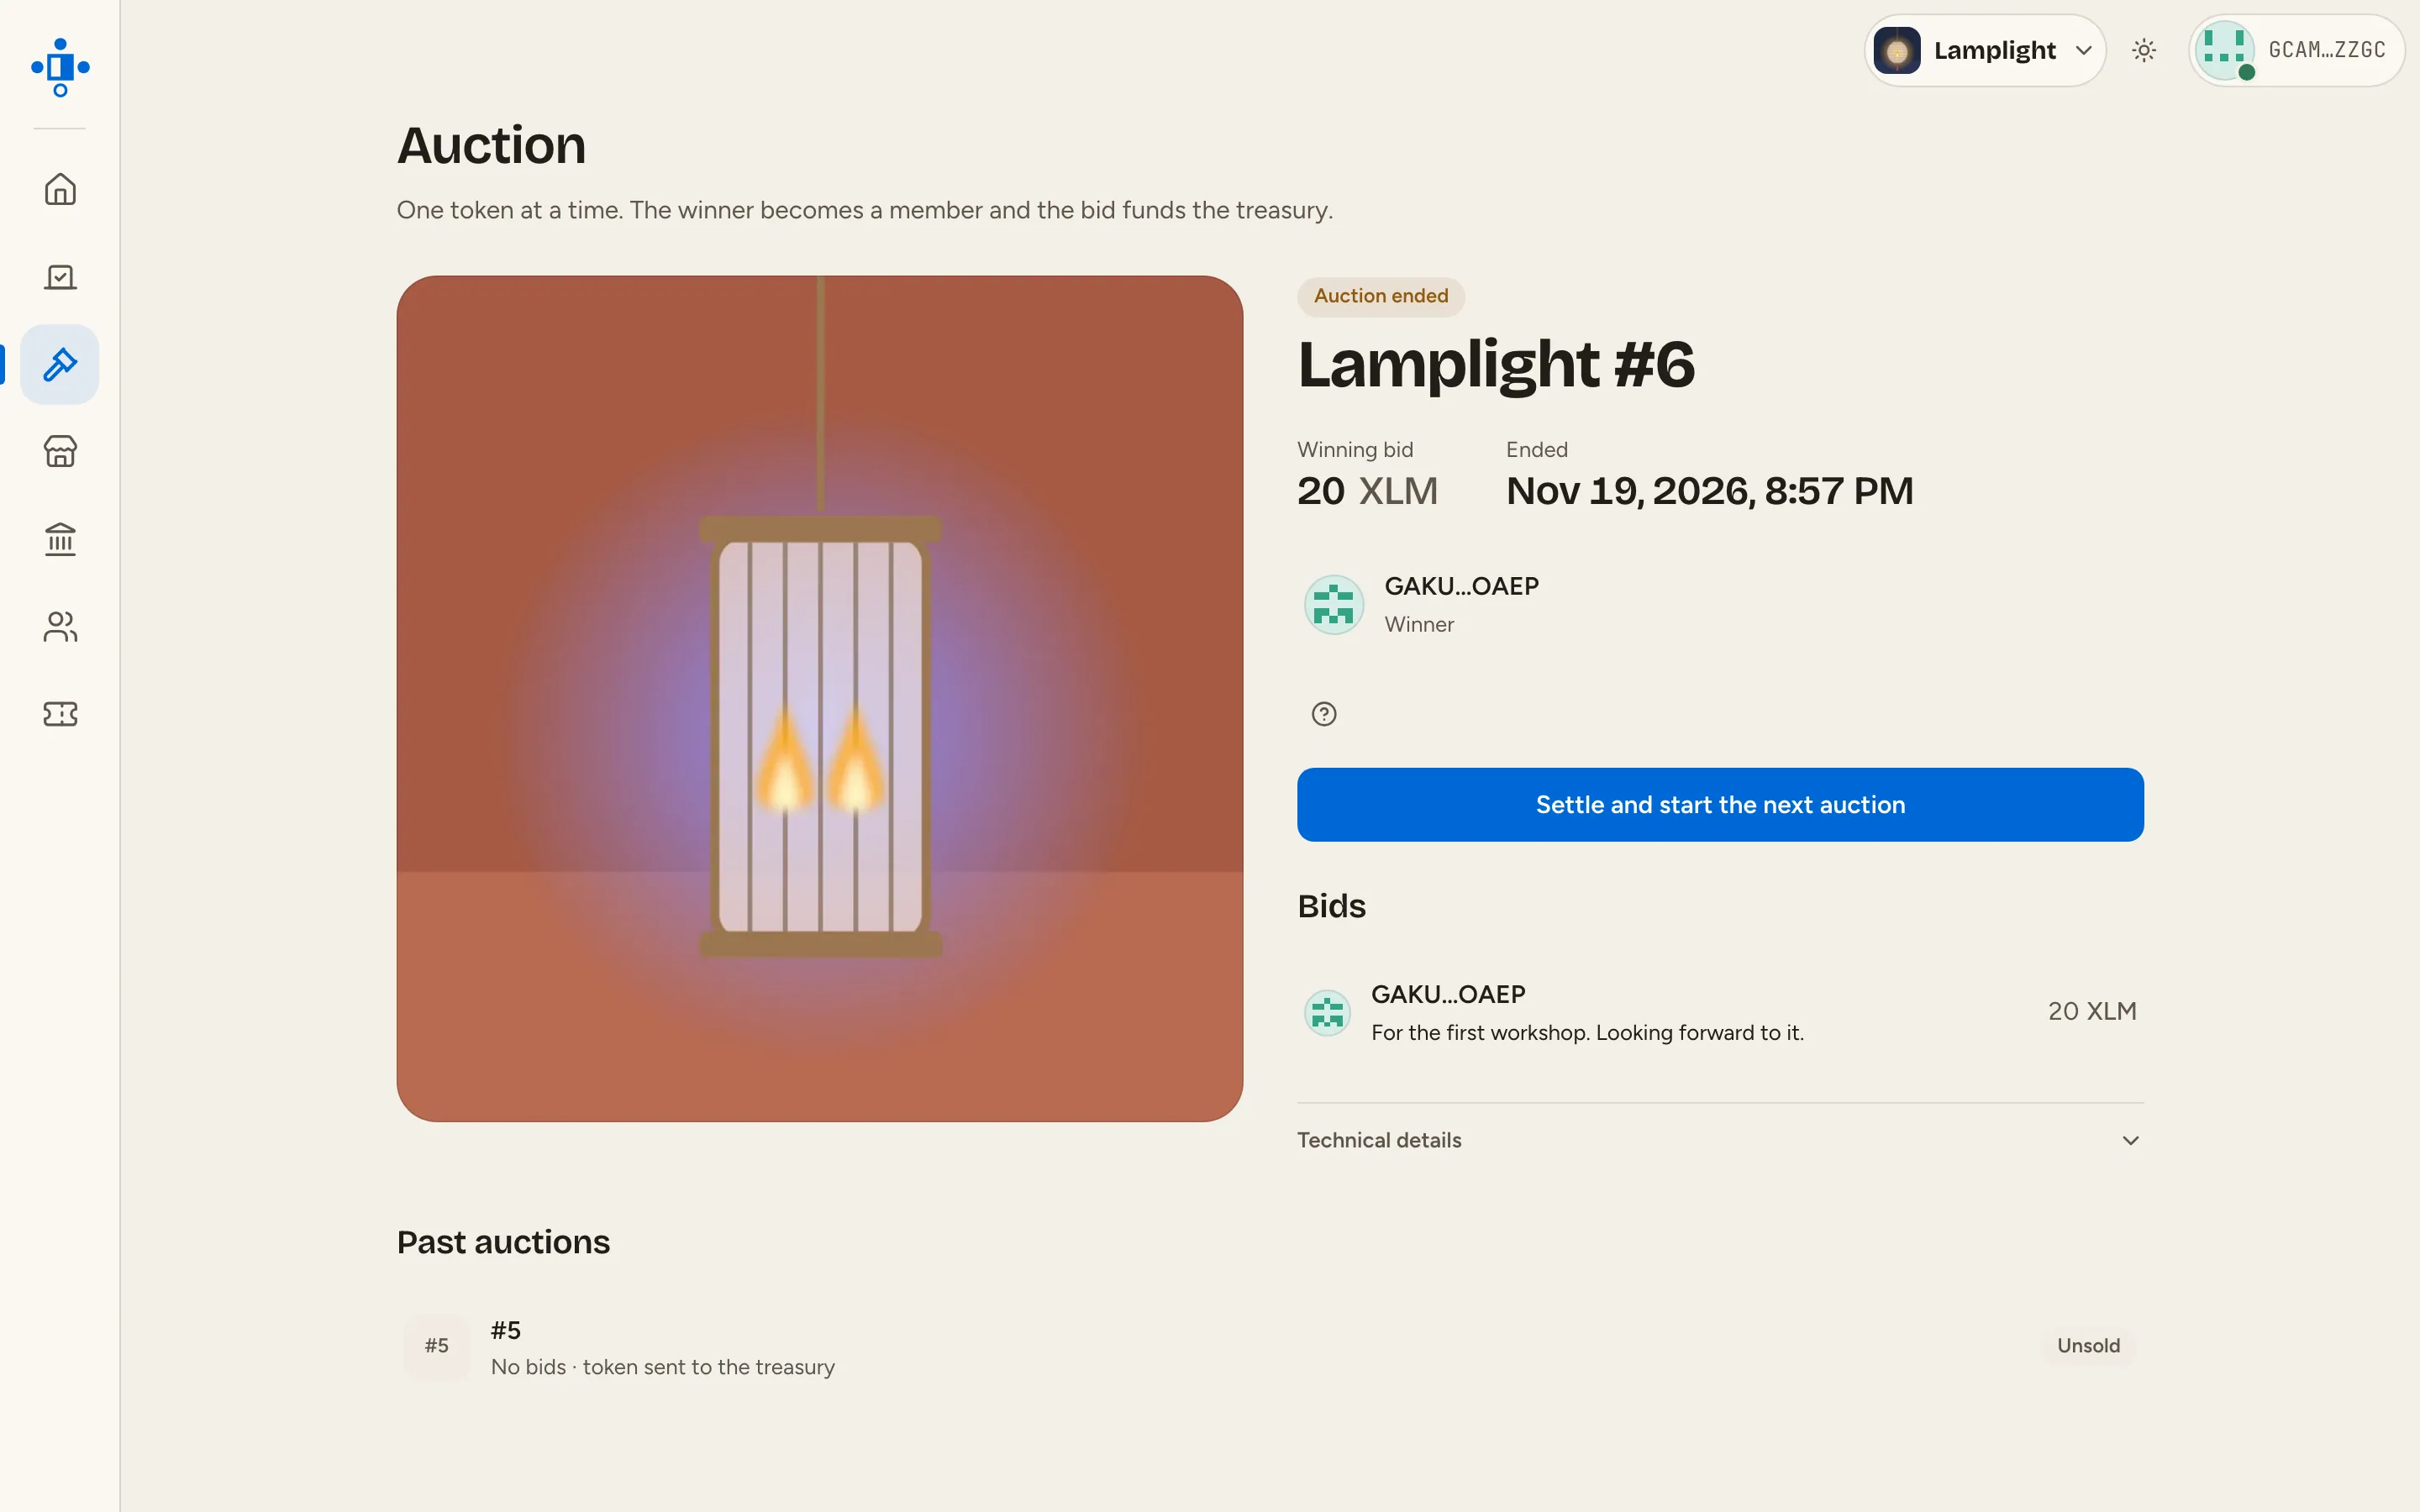 Lamplight
GCAM…ZZGC
Auction
One token at a time. The winner becomes a member and the bid funds the treasury.
Auction ended
Lamplight #6
Winning bid
20 XLM
Ended
Nov 19, 2026, 8:57 PM
GAKU…OAEP
Winner
Settle and start the next auction
Bids
GAKU…OAEP
For the first workshop. Looking forward to it.
20 XLM
Technical details
Past auctions
#5
#5
No bids · token sent to the treasury
Unsold